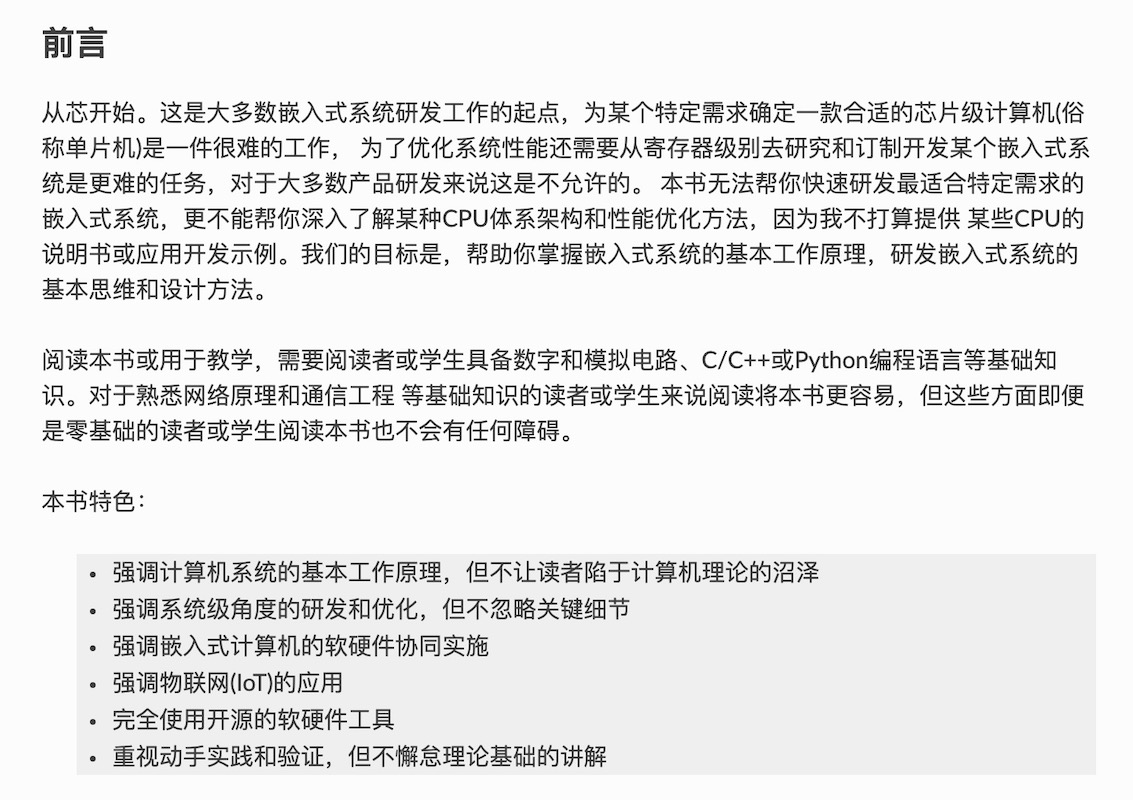 前言
从芯开始。这是大多数嵌入式系统研发工作的起点，为某个特定需求确定一款合适的芯片级计算机(俗
称单片机)是一件很难的工作， 为了优化系统性能还需要从寄存器级别去研究和订制开发某个嵌入式系
统是更难的任务，对于大多数产品研发来说这是不允许的。 本书无法帮你快速研发最适合特定需求的
嵌入式系统，更不能帮你深入了解某种CPU体系架构和性能优化方法，因为我不打算提供 某些CPU的
说明书或应用开发示例。我们的目标是，帮助你掌握嵌入式系统的基本工作原理，研发嵌入式系统的
基本思维和设计方法。
阅读本书或用于教学，需要阅读者或学生具备数字和模拟电路、C/C++或Python编程语言等基础知
识。对于熟悉网络原理和通信工程 等基础知识的读者或学生来说阅读将本书更容易，但这些方面即便
是零基础的读者或学生阅读本书也不会有任何障碍。
本书特色：
• 强调计算机系统的基本工作原理，但不让读者陷于计算机理论的沼泽
• 强调系统级角度的研发和优化，但不忽略关键细节
• 强调嵌入式计算机的软硬件协同实施
• 强调物联网(IoT)的应用
• 完全使用开源的软硬件工具
• 重视动手实践和验证，但不懈怠理论基础的讲解